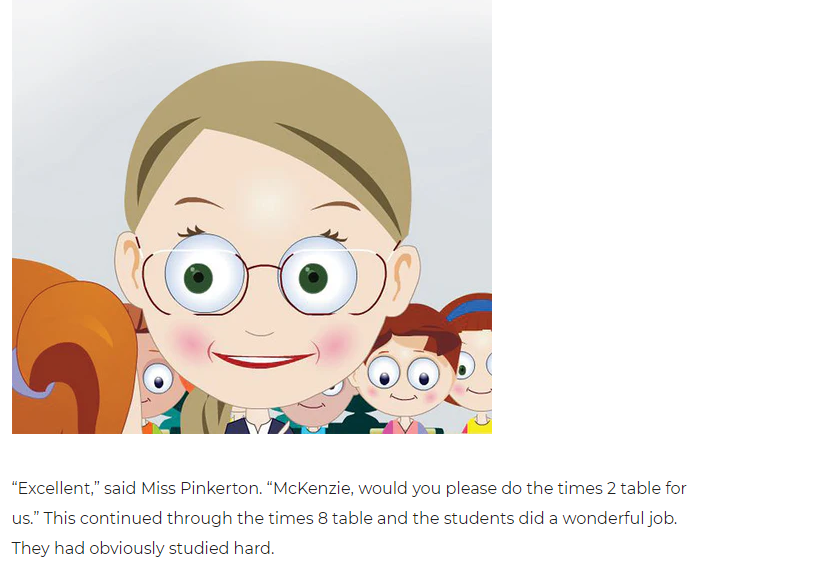 “Excellent,” said Miss Pinkerton. “McKenzie, would you please do the times 2 table for
us.” This continued through the times 8 table and the students did a wonderful job.
They had obviously studied hard.